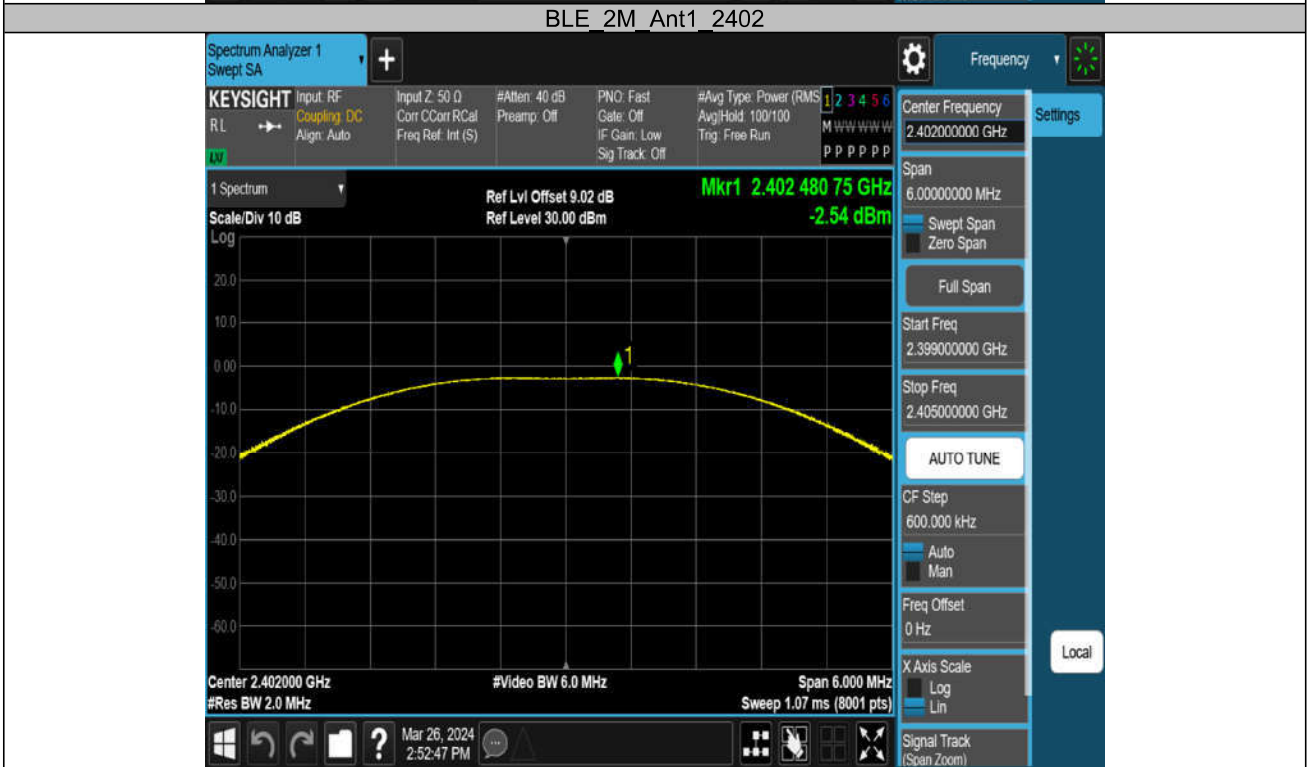 BLE_2M_Ant1_2402
Spectrum Analyzer 1
Swept SA
+
Frequency
KEYSIGHT
RL
Input: RF
Coupling: DC
Align: Auto
Input Z: 50 Ω
Corr CCorr RCal
Freq Ref: Int (S)
#Atten: 40 dB
Preamp: Off
PNO: Fast
Gate: Off
IF Gain: Low
Sig Track: Off
#Avg Type: Power (RMS
Avg|Hold: 100/100
Trig: Free Run
1 2 3 4 5 6
M W W W W W
P P P P P P
1 Spectrum
Scale/Div 10 dB
Log
Ref Lvl Offset 9.02 dB
Ref Level 30.00 dBm
Mkr1 2.402 480 75 GHz
-2.54 dBm
20.0
10.0
0.00
-10.0
-20.0
-30.0
-40.0
-50.0
-60.0
1
Center 2.402000 GHz
#Res BW 2.0 MHz
#Video BW 6.0 MHz
Span 6.000 MHz
Sweep 1.07 ms (8001 pts)
Center Frequency
2.402000000 GHz
Settings
Span
6.00000000 MHz
Swept Span
Zero Span
Full Span
Start Freq
2.399000000 GHz
Stop Freq
2.405000000 GHz
AUTO TUNE
CF Step
600.000 kHz
Auto
Man
Freq Offset
0 Hz
X Axis Scale
Log
Lin
Local
Signal Track
(Span Zoom)
?
Mar 26, 2024
2:52:47 PM